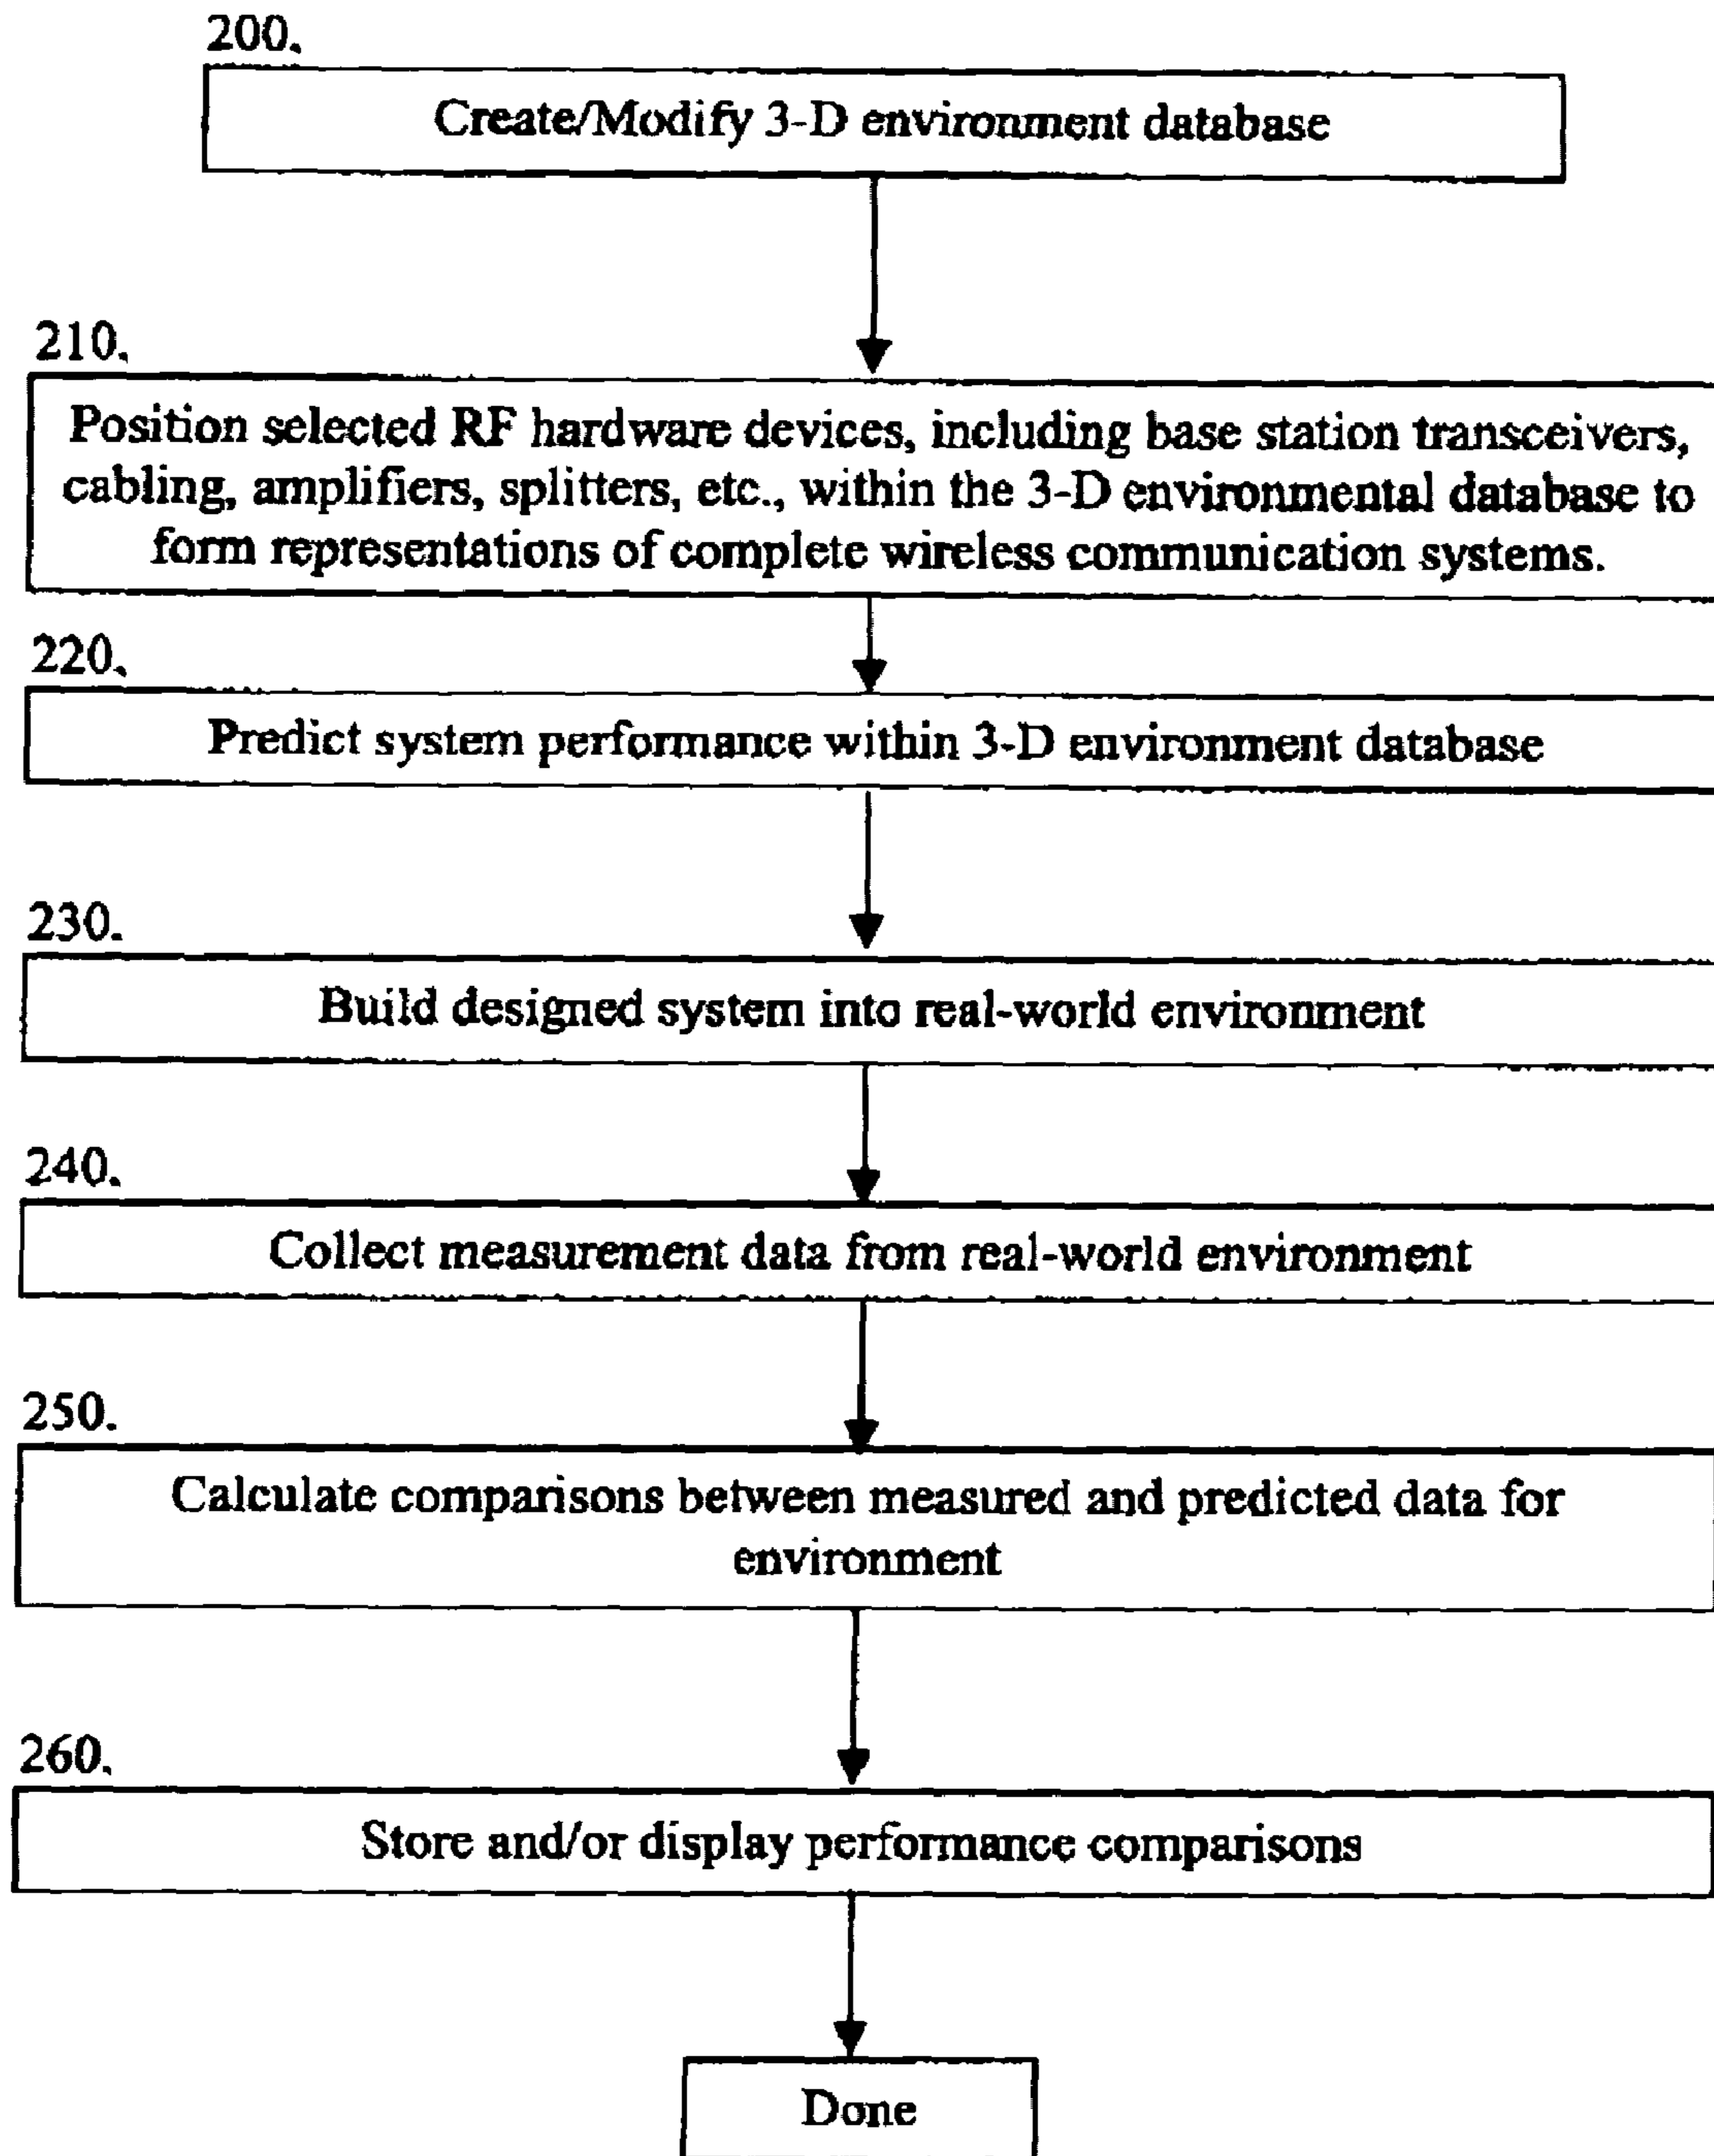 200.
Create/Modify 3-D environment database
210.
Position selected RF hardware devices, including base station transceivers,
cabling, amplifiers, splitters, etc., within the 3-D environmental database to
form representations of complete wireless communication systems.
220.
Predict system performance within 3-D environment database
230.
Build designed system into real-world environment
240.
Collect measurement data from real-world environment
250.
Calculate comparisons between measured and predicted data for
environment
260.
Store and/or display performance comparisons
Done